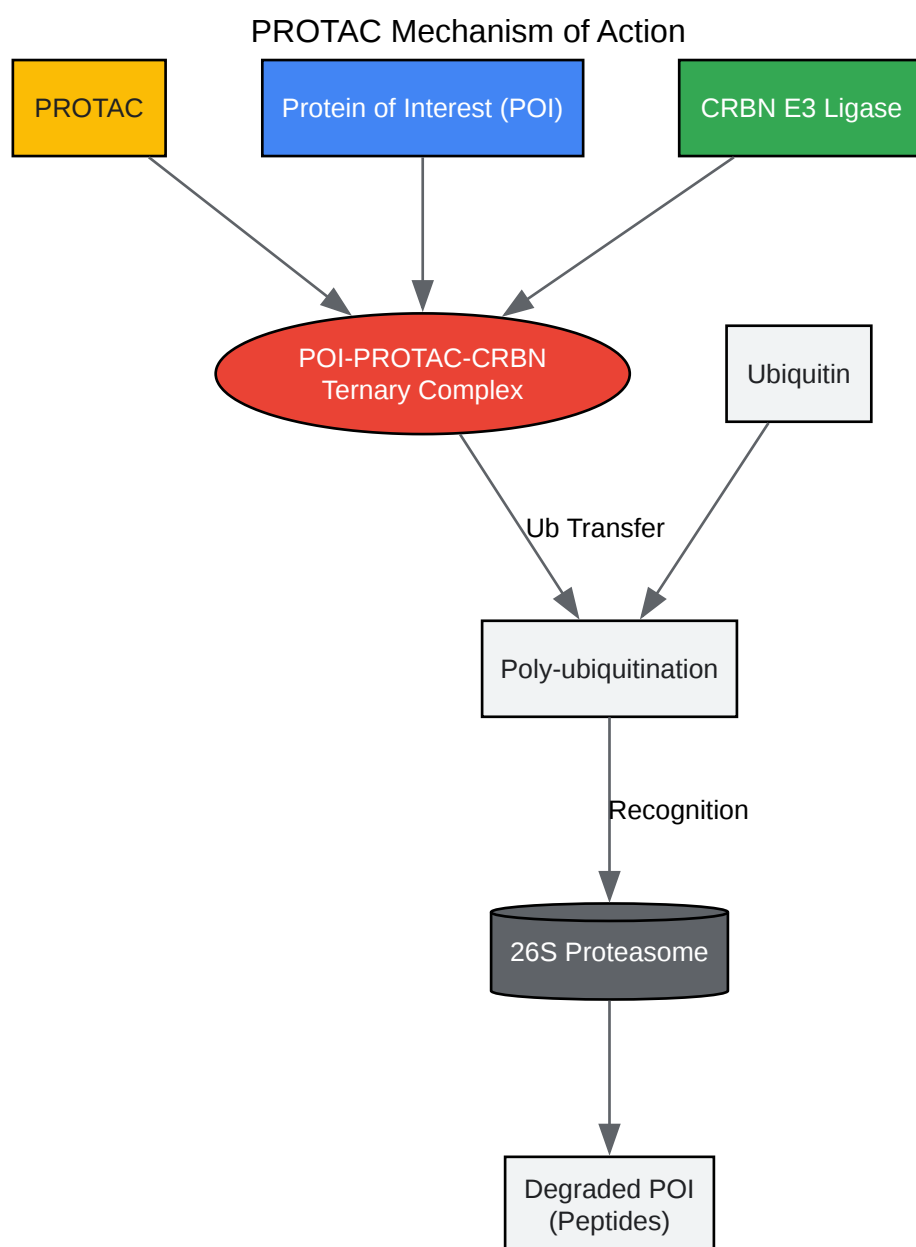 PROTAC Mechanism of Action
PROTAC
Protein of Interest (POI)
CRBN E3 Ligase
POI-PROTAC-CRBN
Ternary Complex
Ubiquitin
Ub Transfer
Poly-ubiquitination
Recognition
26S Proteasome
Degraded POI
(Peptides)